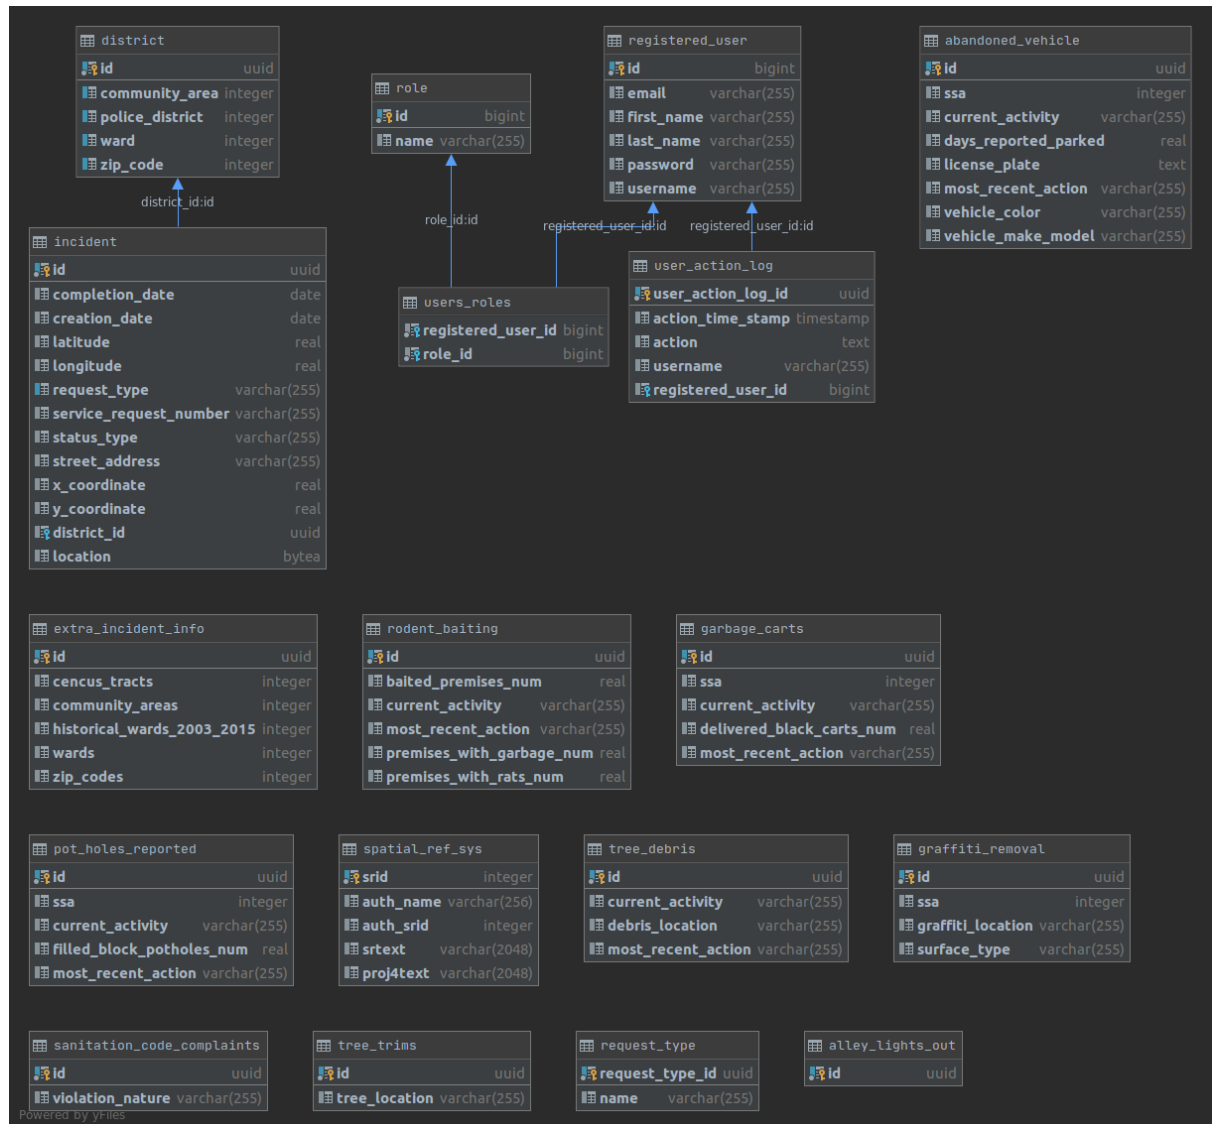 district
id uuid
community_area integer
police_district integer
ward integer
zip_code integer
district_id:id
incident
id uuid
completion_date date
creation_date date
latitude real
longitude real
request_type varchar(255)
service_request_number varchar(255)
status_type varchar(255)
street_address varchar(255)
x_coordinate real
y_coordinate real
district_id uuid
location bytea
role
id bigint
name varchar(255)
role_id:id
users_roles
registered_user_id bigint
role_id bigint
registered_user
id bigint
email varchar(255)
first_name varchar(255)
last_name varchar(255)
password varchar(255)
username varchar(255)
registered_user_id:id
registered_user_id:id
user_action_log
user_action_log_id uuid
action_time_stamp timestamp
action text
username varchar(255)
registered_user_id bigint
abandoned_vehicle
id uuid
ssa integer
current_activity varchar(255)
days_reported_parked real
license_plate text
most_recent_action varchar(255)
vehicle_color varchar(255)
vehicle_make_model varchar(255)
extra_incident_info
id uuid
cencus_tracts integer
community_areas integer
historical_wards_2003_2015 integer
wards integer
zip_codes integer
rodent_baiting
id uuid
baited_premises_num real
current_activity varchar(255)
most_recent_action varchar(255)
premises_with_garbage_num real
premises_with_rats_num real
garbage_carts
id uuid
ssa integer
current_activity varchar(255)
delivered_black_carts_num real
most_recent_action varchar(255)
pot_holes_reported
id uuid
ssa integer
current_activity varchar(255)
filled_block_potholes_num real
most_recent_action varchar(255)
spatial_ref_sys
srid integer
auth_name varchar(256)
auth_srid integer
srtext varchar(2048)
proj4text varchar(2048)
tree_debris
id uuid
current_activity varchar(255)
debris_location varchar(255)
most_recent_action varchar(255)
graffiti_removal
id uuid
ssa integer
graffiti_location varchar(255)
surface_type varchar(255)
sanitation_code_complaints
id uuid
violation_nature varchar(255)
tree_trims
id uuid
tree_location varchar(255)
request_type
request_type_id uuid
name varchar(255)
alley_lights_out
id uuid
Powered by yFiles